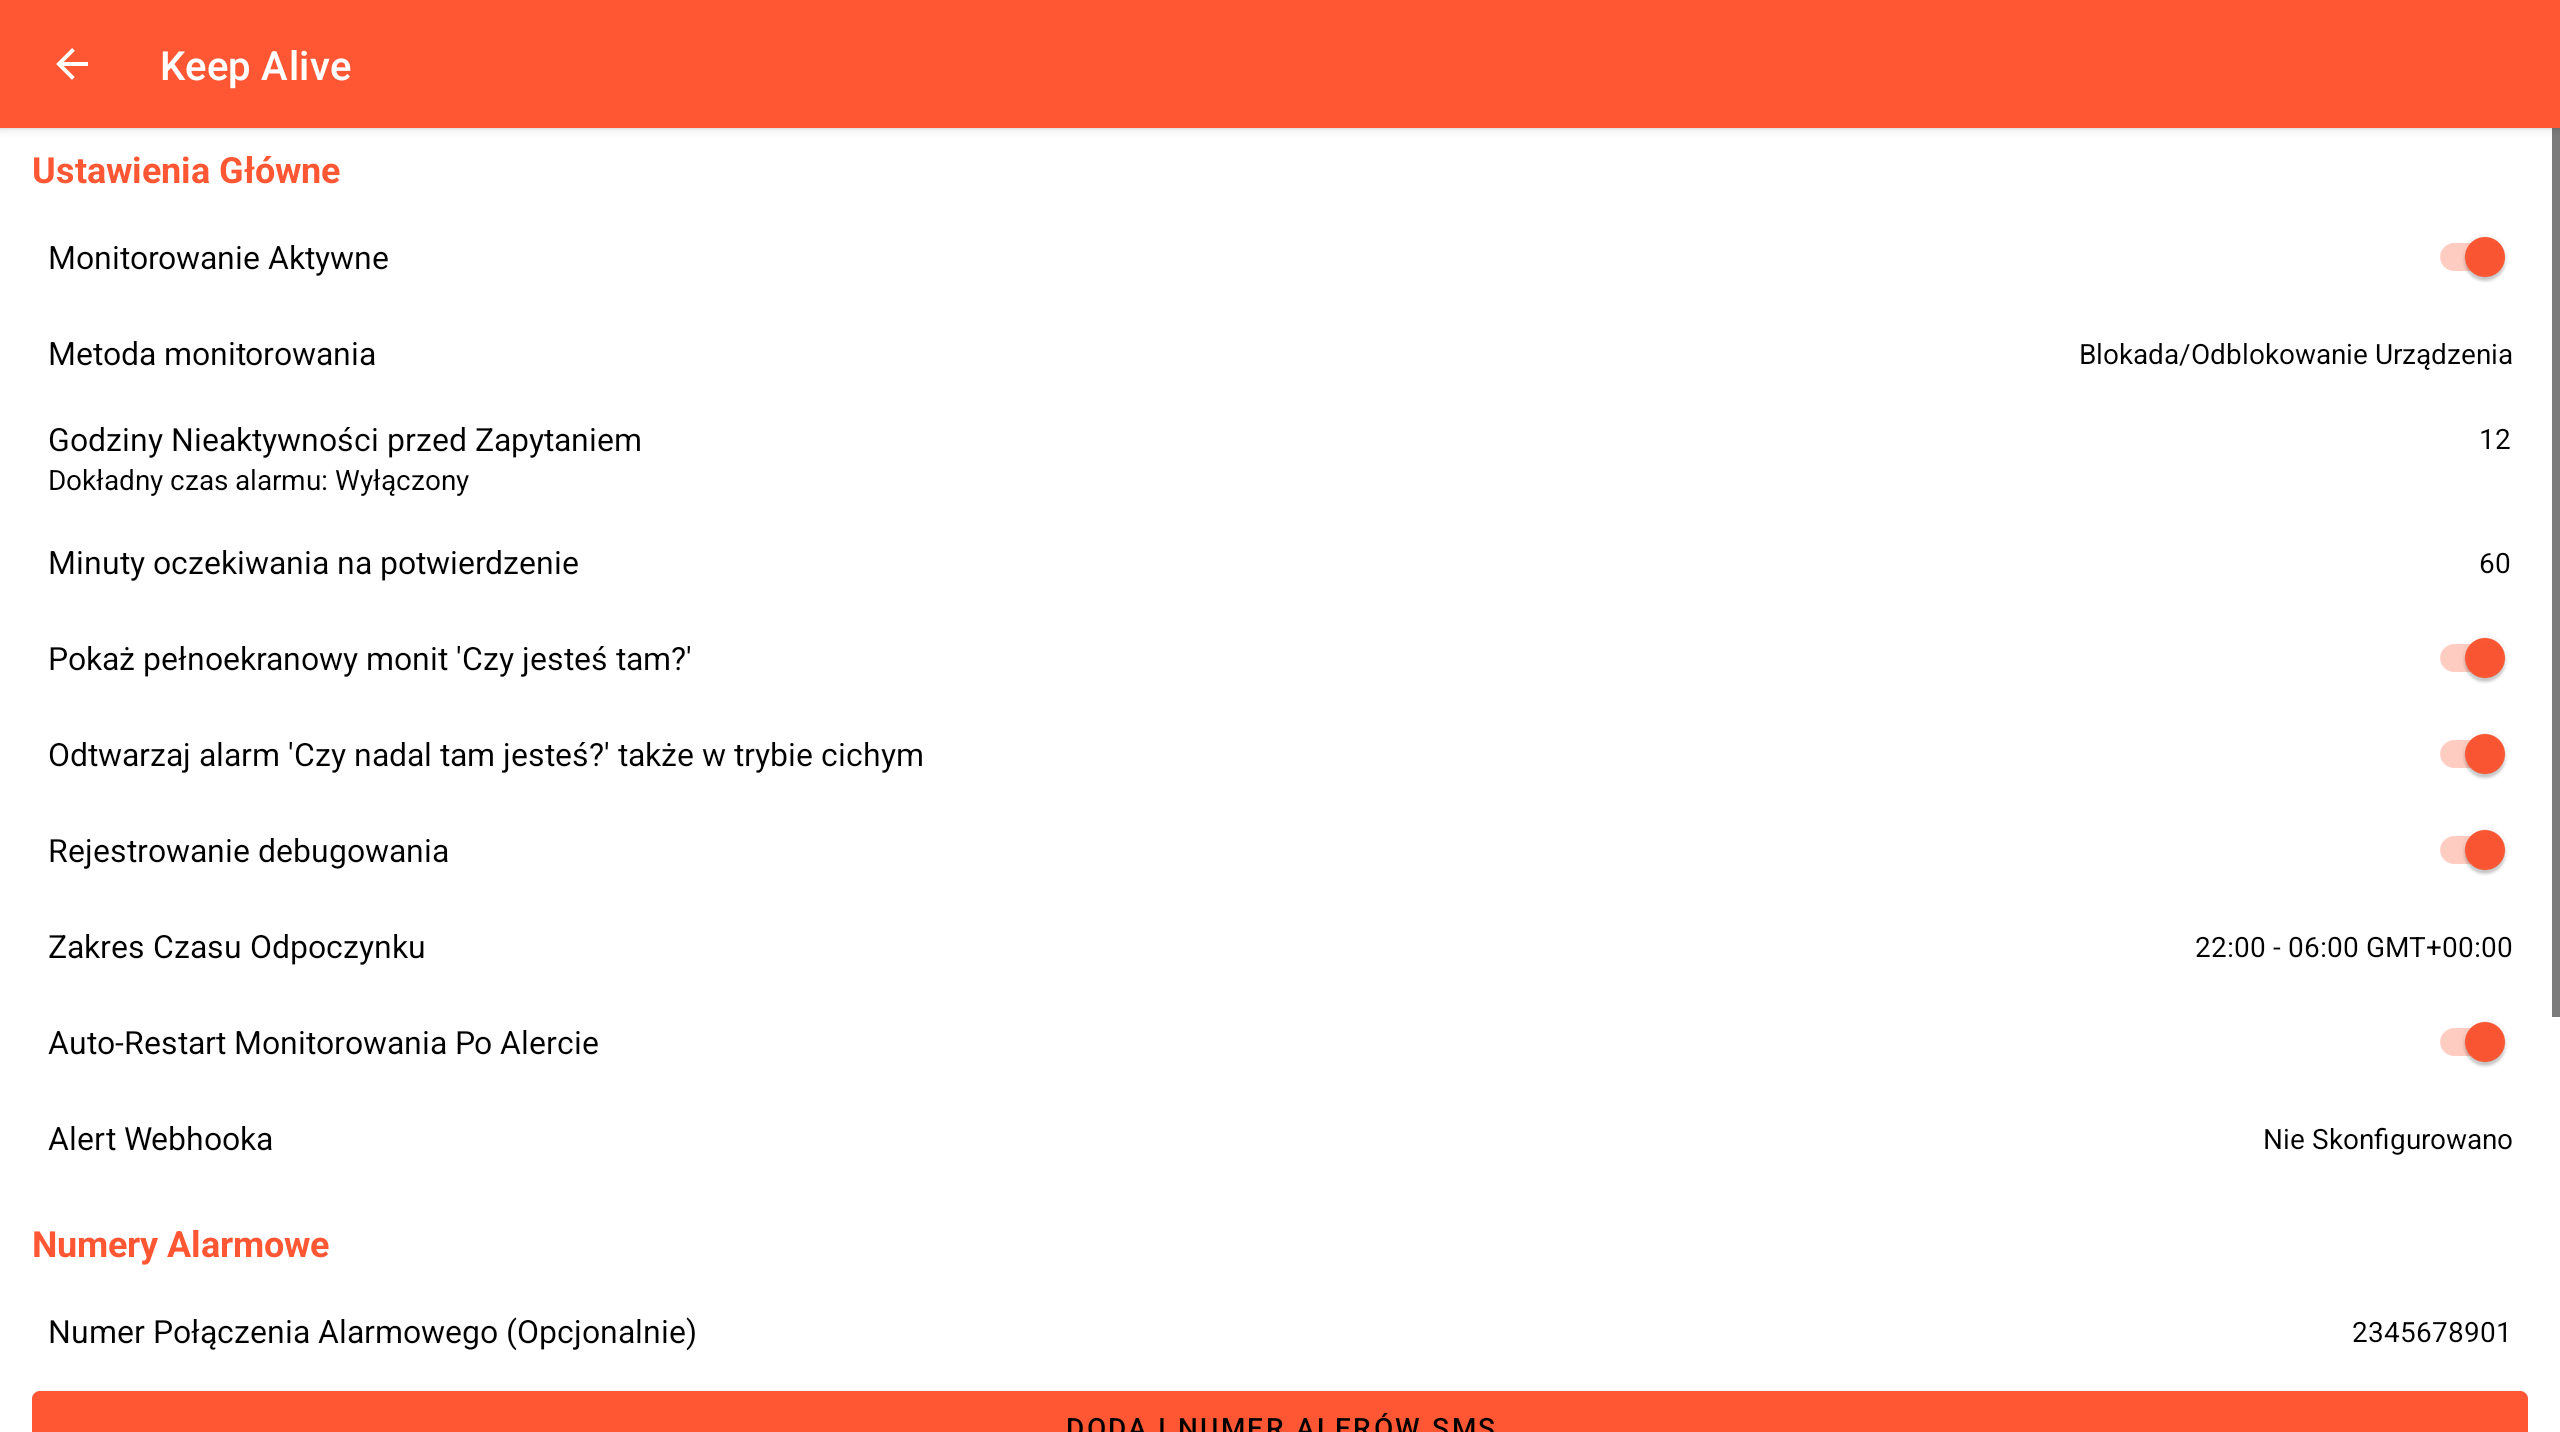 Keep Alive
Ustawienia Główne
Monitorowanie Aktywne
Metoda monitorowania
Blokada/Odblokowanie Urządzenia
Godziny Nieaktywności przed Zapytaniem
12
Dokładny czas alarmu: Wyłączony
Minuty oczekiwania na potwierdzenie
60
Pokaż pełnoekranowy monit 'Czy jesteś tam?'
Odtwarzaj alarm 'Czy nadal tam jesteś?' także w trybie cichym
Rejestrowanie debugowania
Zakres Czasu Odpoczynku
22:00 - 06:00 GMT+00:00
Auto-Restart Monitorowania Po Alercie
Alert Webhooka
Nie Skonfigurowano
Numery Alarmowe
Numer Połączenia Alarmowego (Opcjonalnie)
2345678901
NUMER ALERÓW SMS